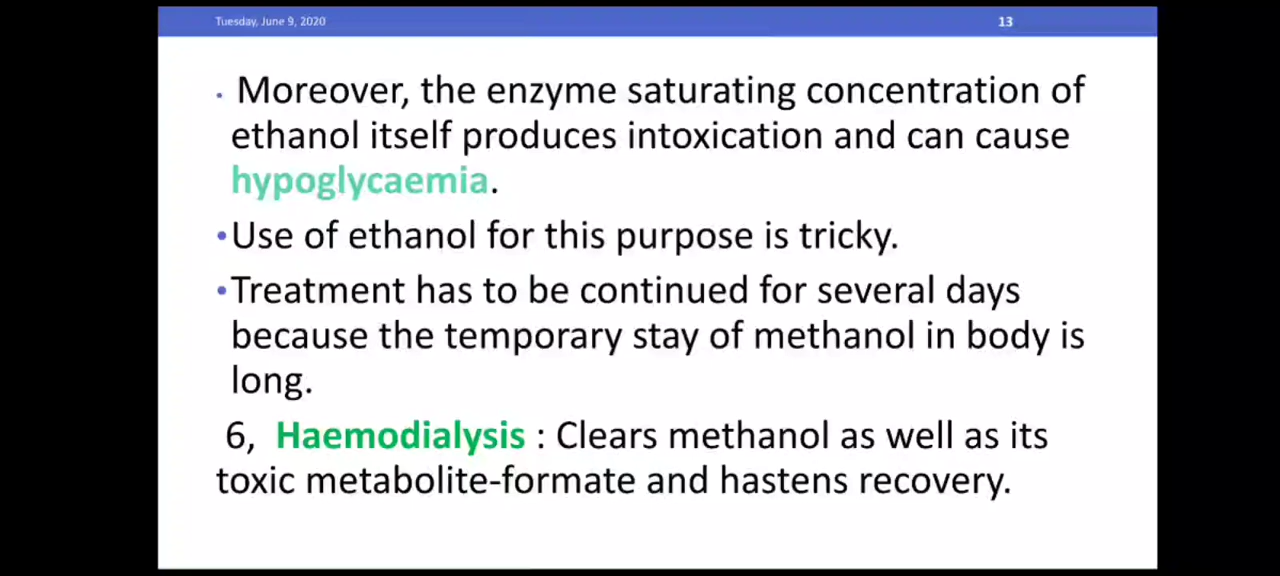 Tuesday, June 9, 2020 13
• Moreover, the enzyme saturating concentration of
ethanol itself produces intoxication and can cause
hypoglycaemia.
•Use of ethanol for this purpose is tricky.
•Treatment has to be continued for several days
because the temporary stay of methanol in body is
long.
6, Haemodialysis : Clears methanol as well as its
toxic metabolite-formate and hastens recovery.